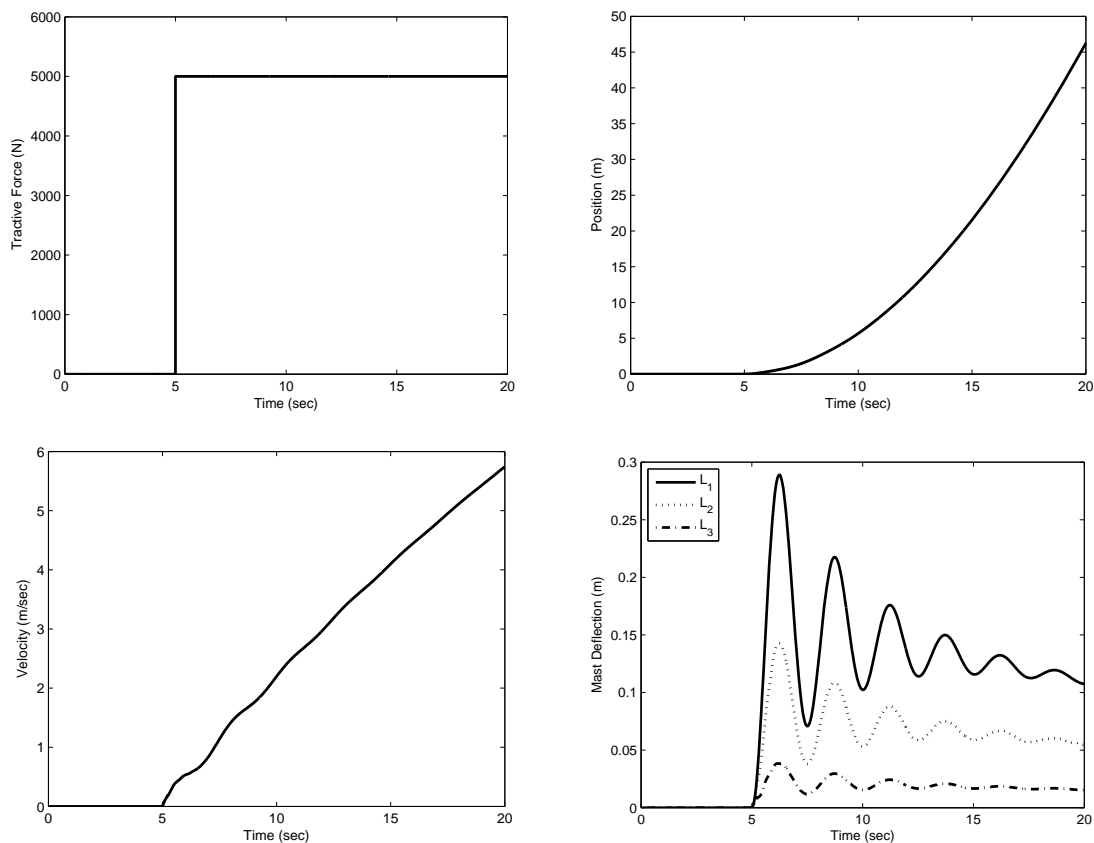 6000
5000
4000
3000
2000
1000
0
Tractive Force (N)
0 5 10 15 20
Time (sec)
50
45
40
35
30
25
20
15
10
5
0
Position (m)
0 5 10 15 20
Time (sec)
6
5
4
3
2
1
0
Velocity (m/sec)
0 5 10 15 20
Time (sec)
0.3
0.25
0.2
0.15
0.1
0.05
0
Mast Deflection (m)
L1
L2
L3
0 5 10 15 20
Time (sec)